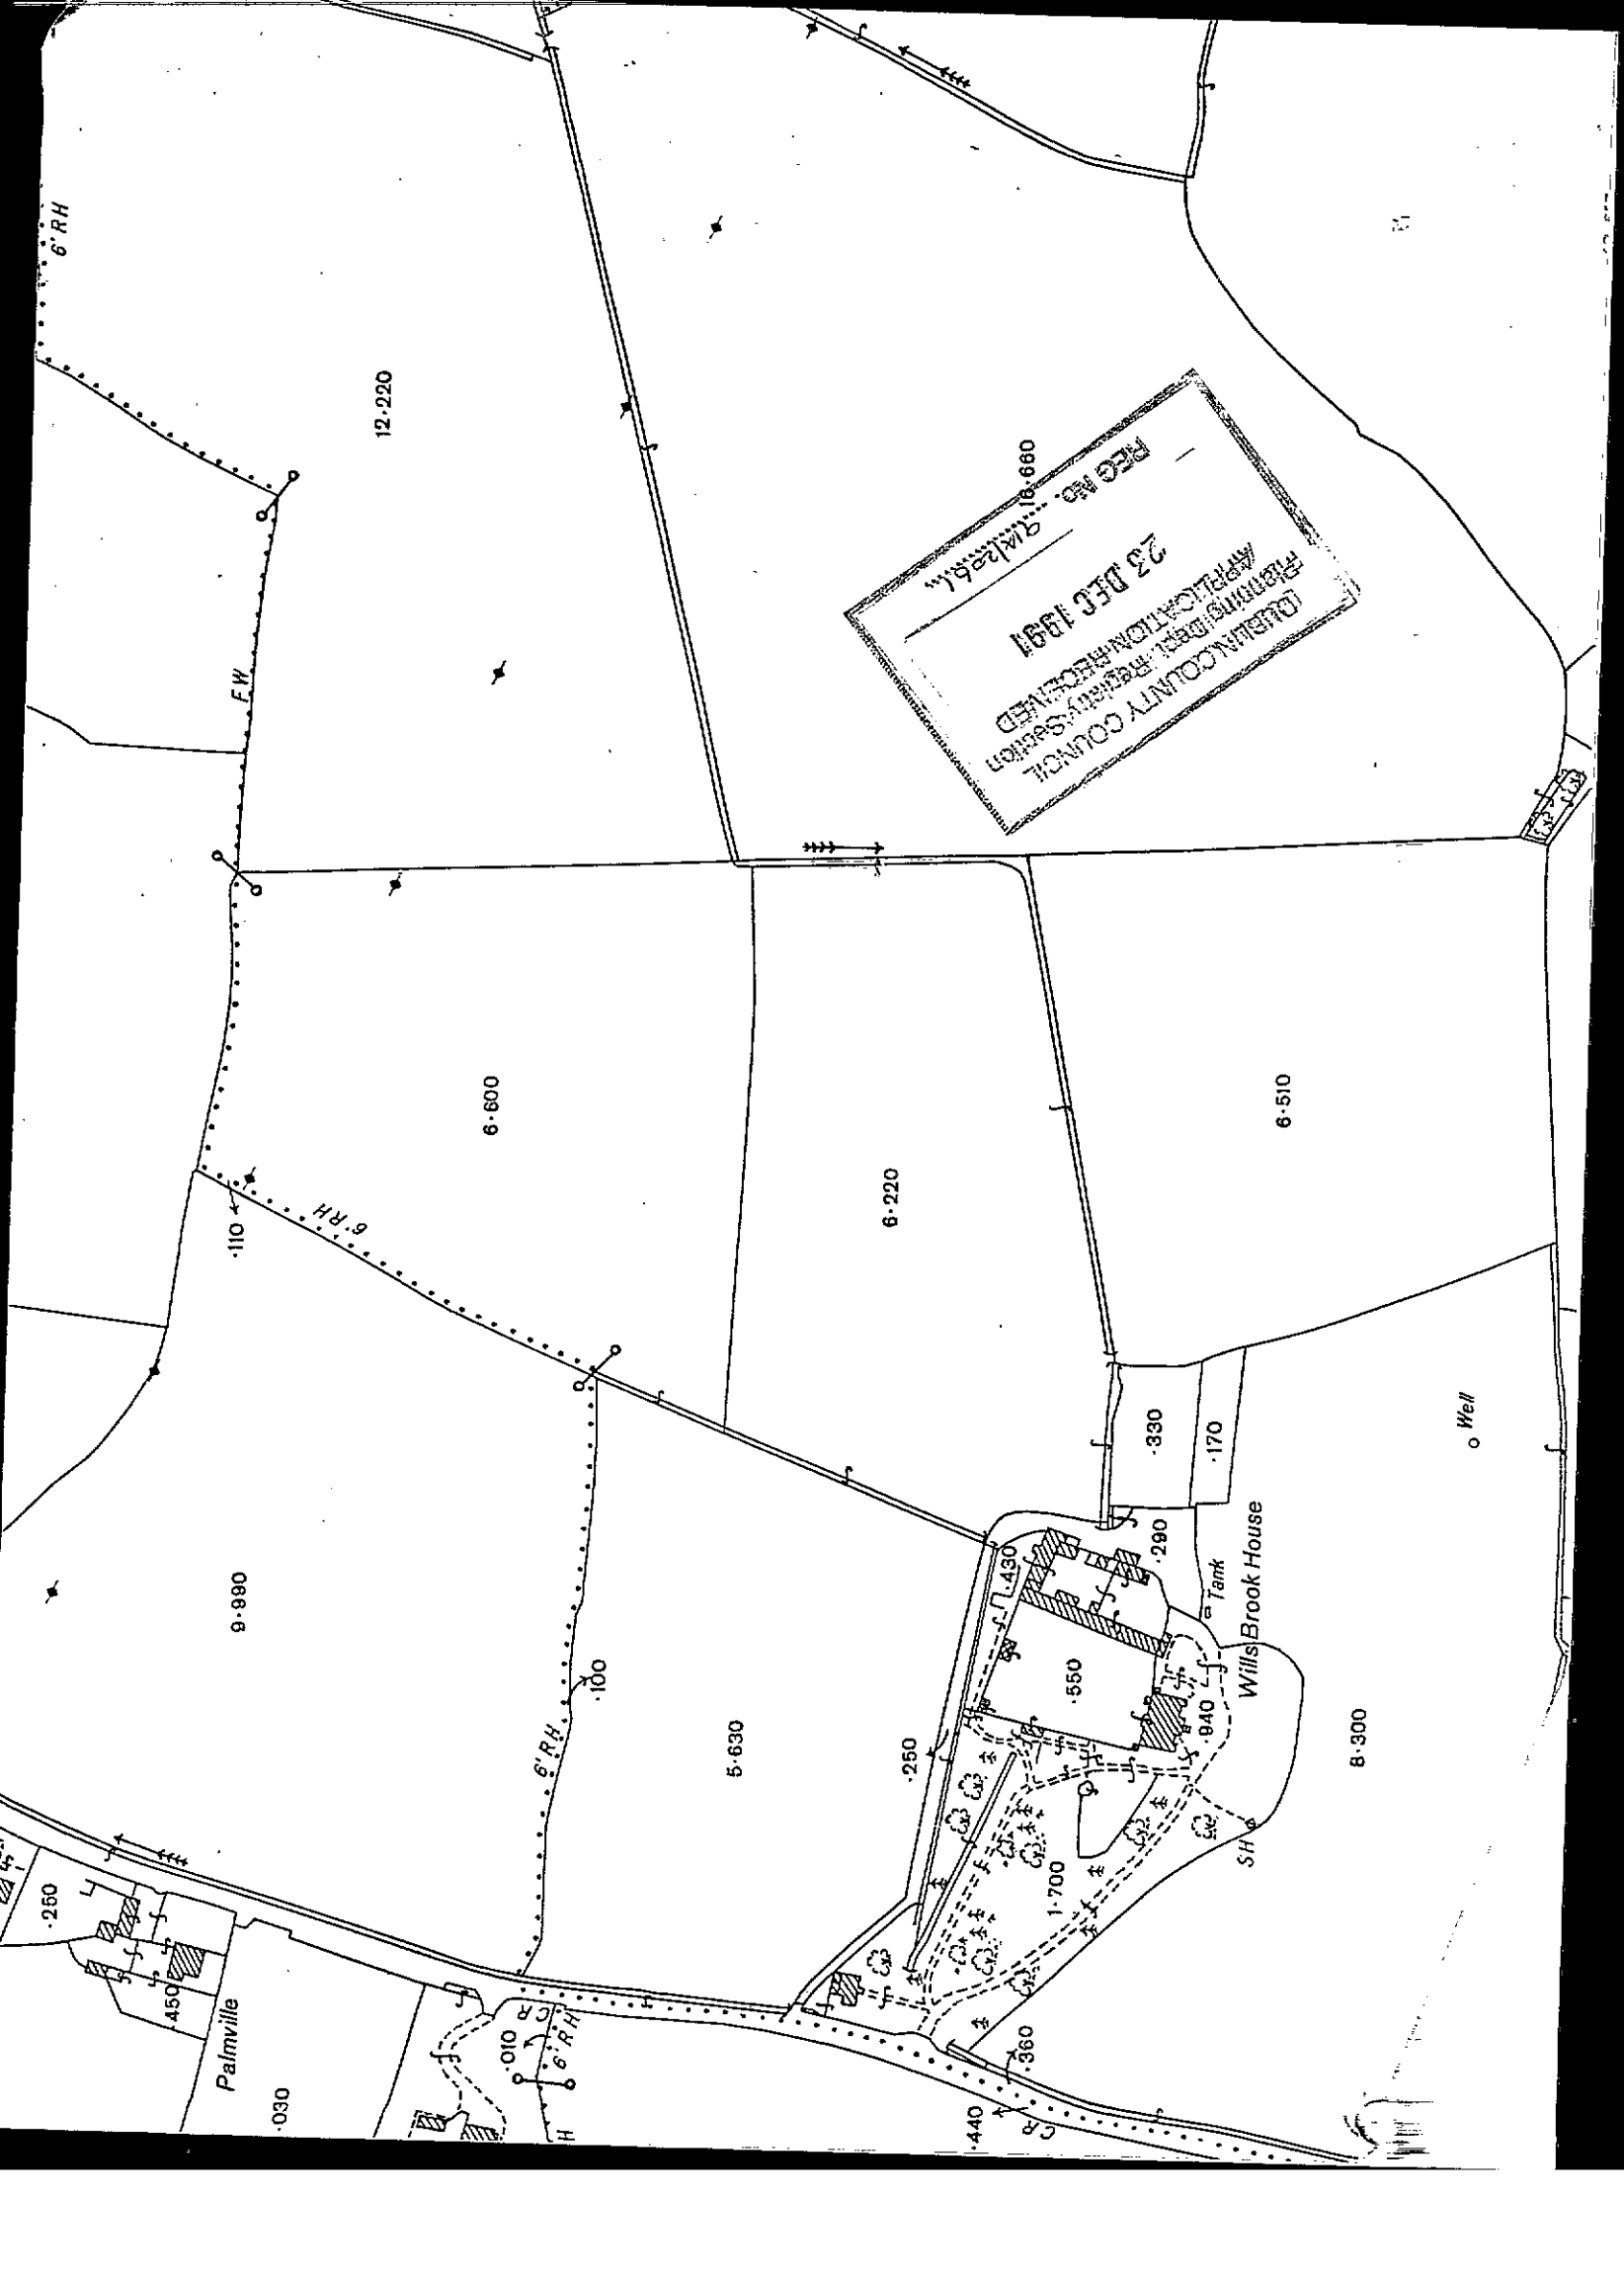 6' RH
12·220
F W
16·660
DUBLIN COUNTY COUNCIL
Planning Dept. Registry Section
APPLICATION RECEIVED
23 DEC 1991
REG No.
6·600
6·510
6·220
·110
6' RH
9·990
·100
6' RH
5·630
·330
·170
Well
·290
·430
Tank
Wills Brook House
·550
·940
·250
8·300
SH
1·700
·250
·450
Palmville
·030
·010
C R
6' RH
H
·360
·440
C R